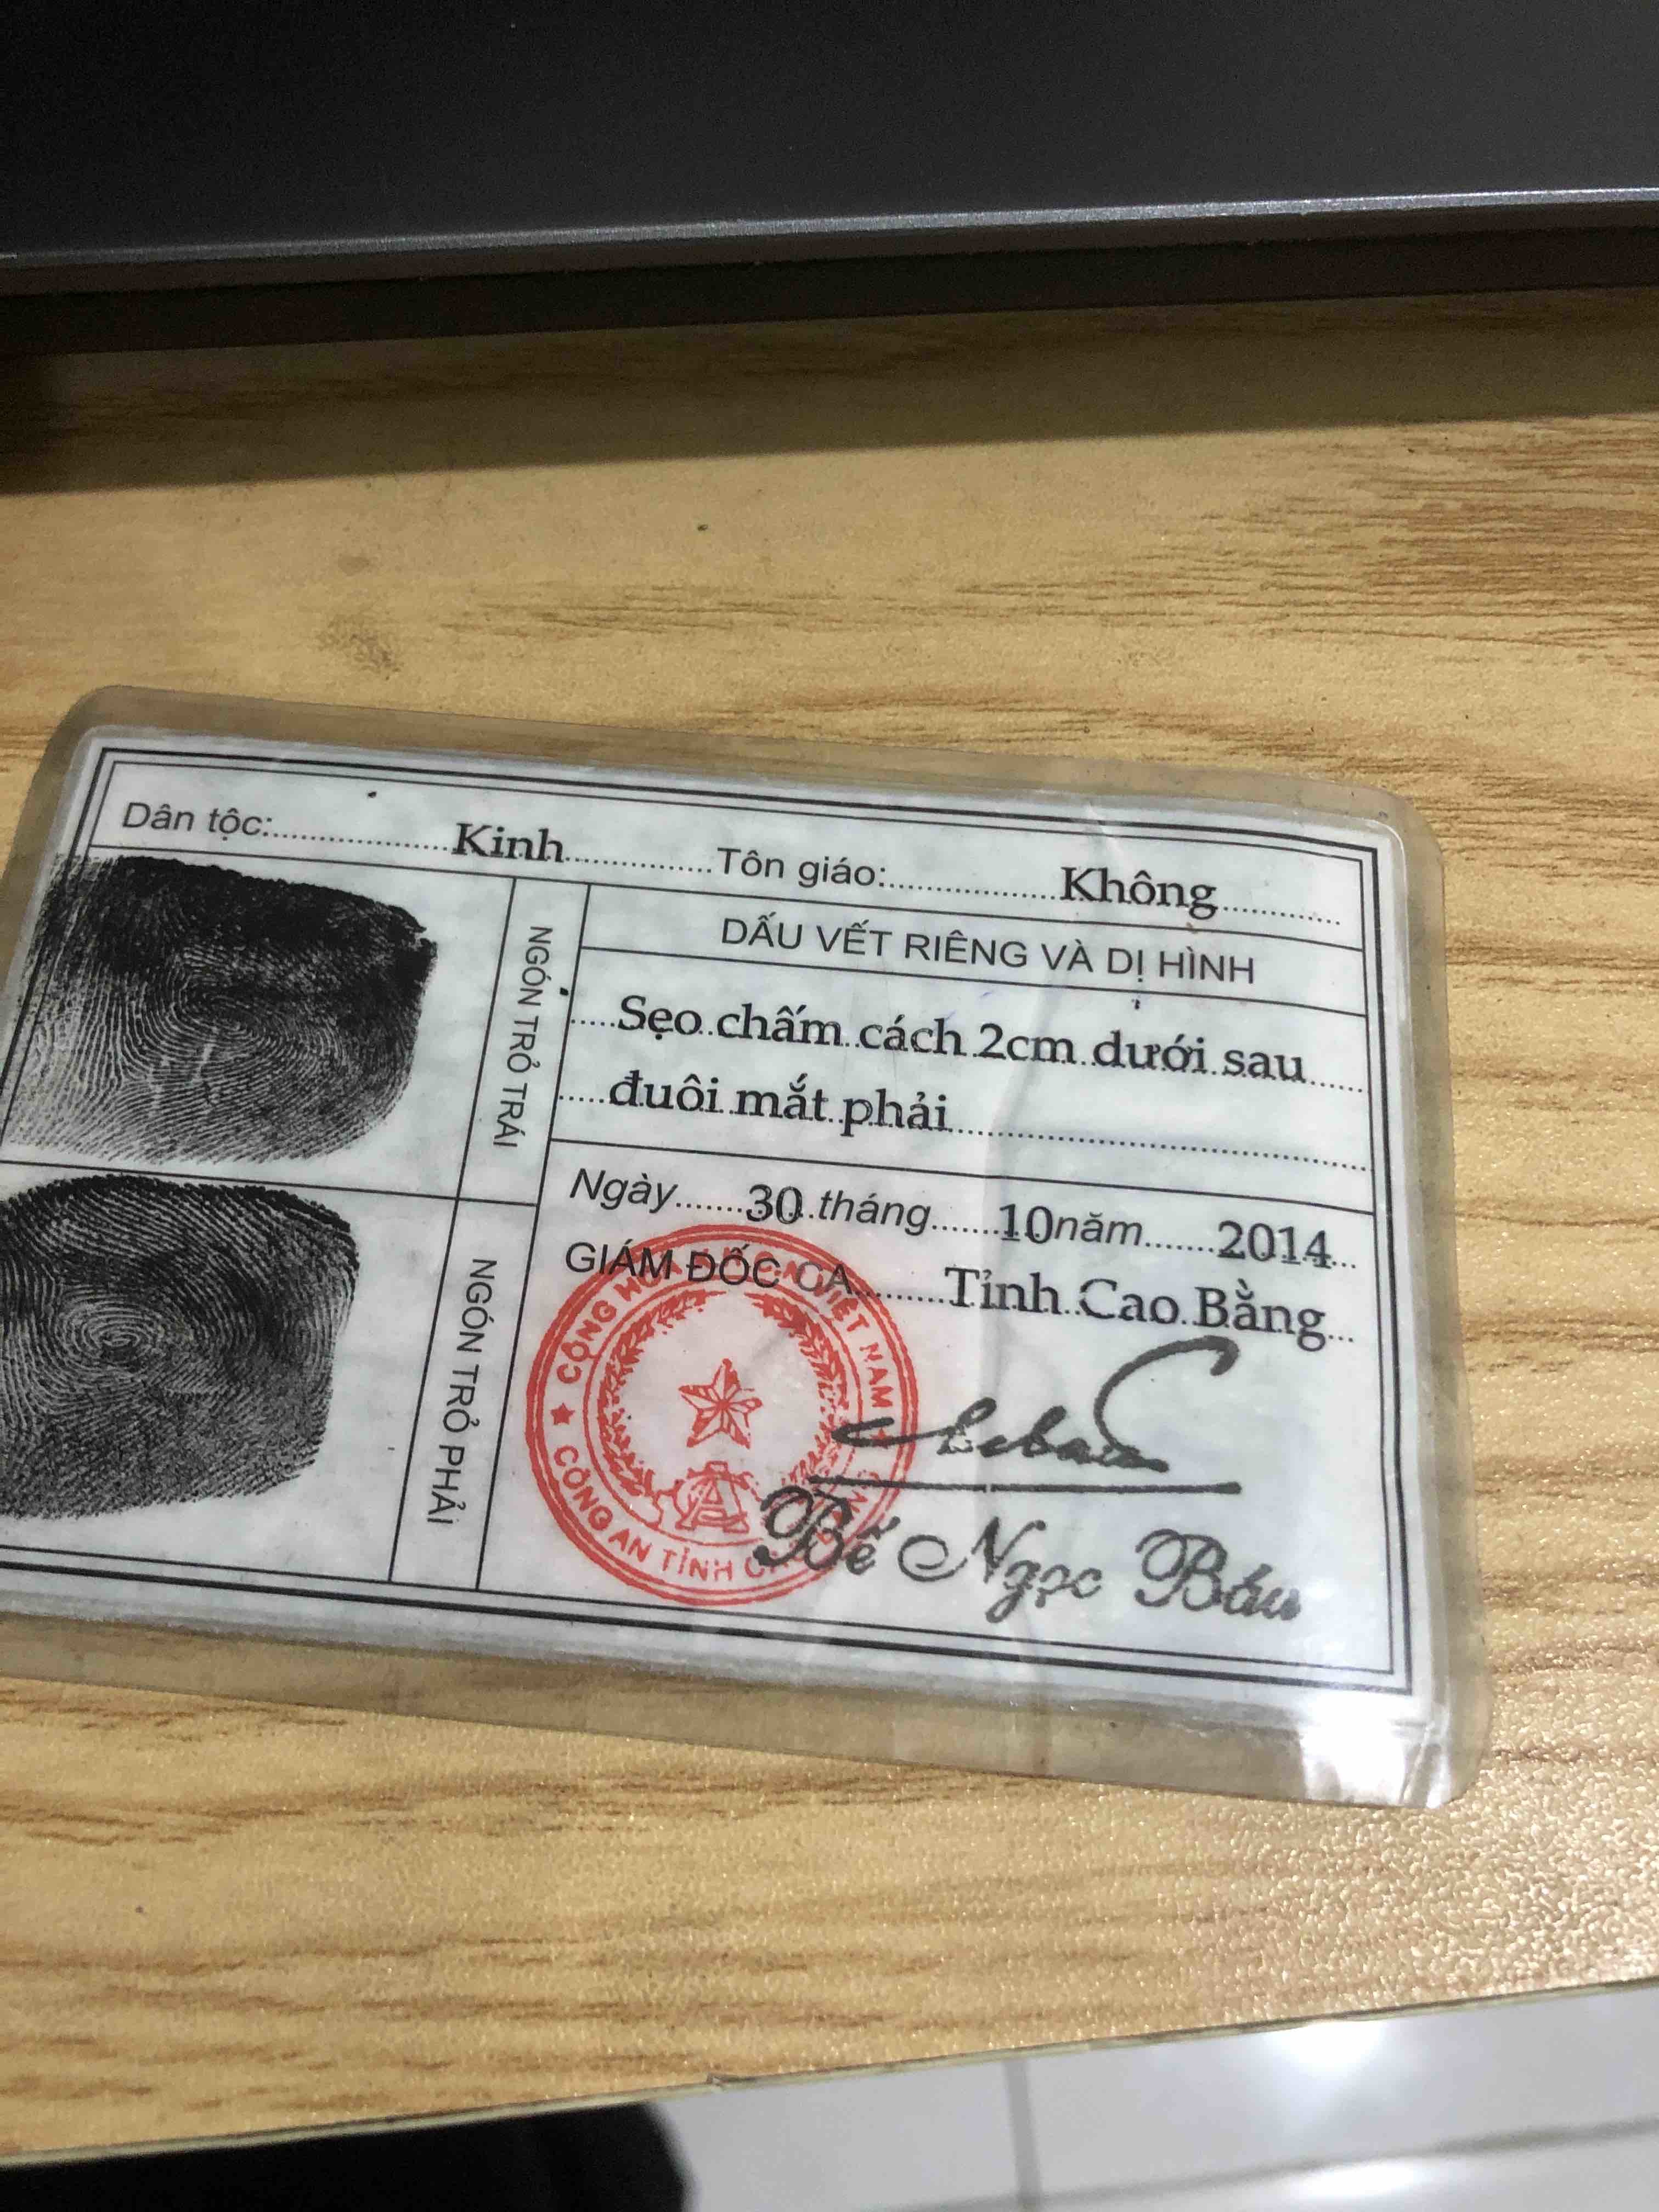 Dân tộc: Kinh Tôn giáo: Không
NGÓN TRỎ TRÁI
DẤU VẾT RIÊNG VÀ DỊ HÌNH
Sẹo chấm cách 2cm dưới sau
đuôi mắt phải
NGÓN TRỎ PHẢI
Ngày 30 tháng 10 năm 2014
GIÁM ĐỐC CA Tỉnh Cao Bằng
VIỆT NAM
CÔNG AN TỈNH
Bế Ngọc Báu